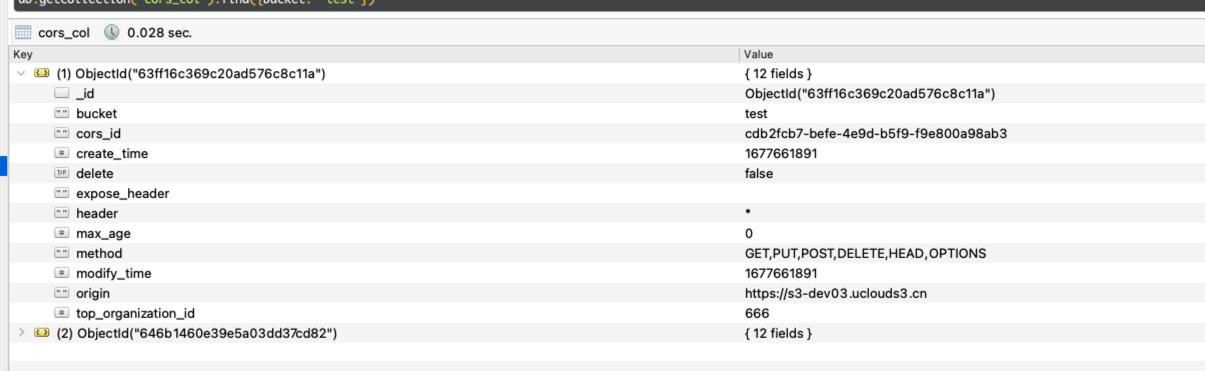 db.getCollection('cors_col').find({bucket: "test"})
cors_col 0.028 sec.
Key Value
(1) ObjectId("63ff16c369c20ad576c8c11a") { 12 fields }
_id ObjectId("63ff16c369c20ad576c8c11a")
bucket test
cors_id cdb2fcb7-befe-4e9d-b5f9-f9e800a98ab3
create_time 1677661891
T/F delete false
expose_header
header *
# max_age 0
method GET,PUT,POST,DELETE,HEAD,OPTIONS
# modify_time 1677661891
origin https://s3-dev03.uclouds3.cn
# top_organization_id 666
(2) ObjectId("646b1460e39e5a03dd37cd82") { 12 fields }